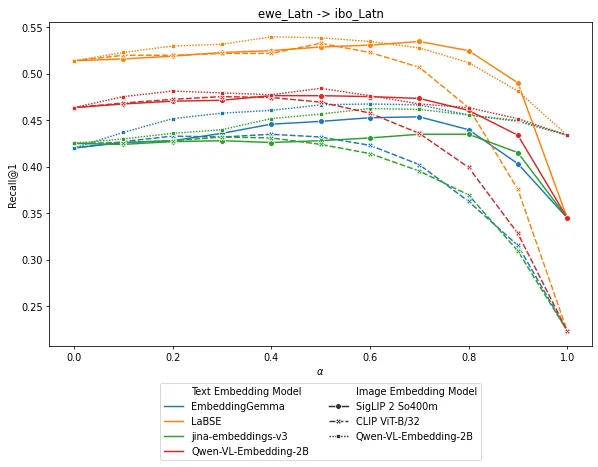 ewe_Latn -> ibo_Latn
Recall@1
0.55
0.50
0.45
0.40
0.35
0.30
0.25
0.0
0.2
0.4
0.6
0.8
1.0
α
Text Embedding Model
EmbeddingGemma
LaBSE
jina-embeddings-v3
Qwen-VL-Embedding-2B
Image Embedding Model
SigLIP 2 So400m
CLIP ViT-B/32
Qwen-VL-Embedding-2B